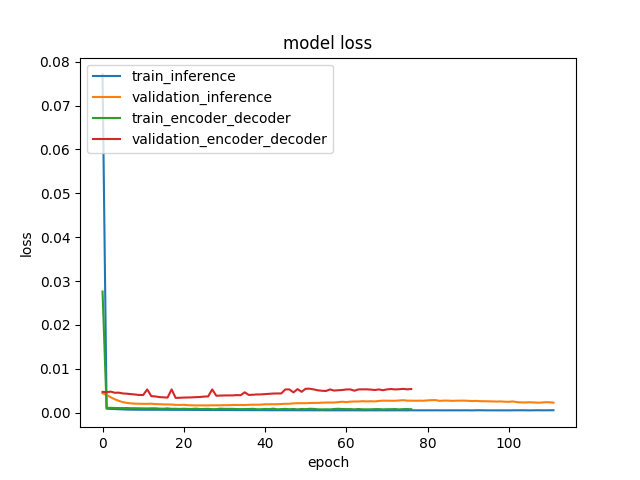 model loss
train_inference
validation_inference
train_encoder_decoder
validation_encoder_decoder
loss
0.08
0.07
0.06
0.05
0.04
0.03
0.02
0.01
0.00
0 20 40 60 80 100
epoch